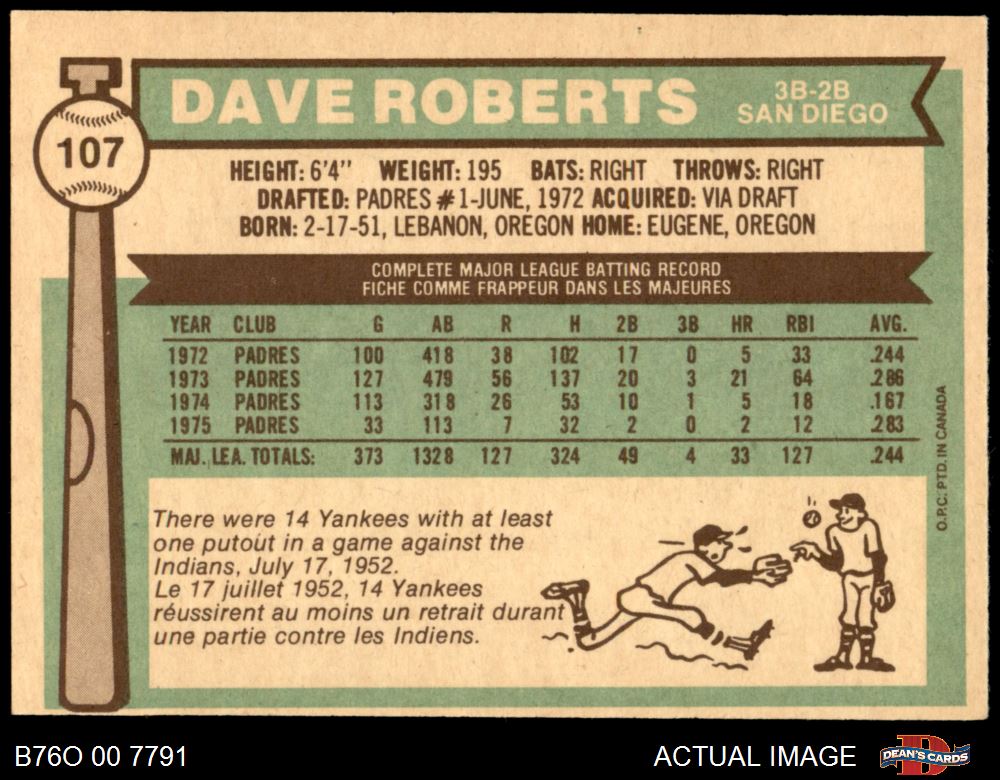 DAVE ROBERTS
3B-2B
SAN DIEGO
107
HEIGHT: 6'4" WEIGHT: 195 BATS: RIGHT THROWS: RIGHT
DRAFTED: PADRES #1-JUNE, 1972 ACQUIRED: VIA DRAFT
BORN: 2-17-51, LEBANON, OREGON HOME: EUGENE, OREGON
COMPLETE MAJOR LEAGUE BATTING RECORD
FICHE COMME FRAPPEUR DANS LES MAJEURES
YEAR CLUB G AB R H 2B 3B HR RBI AVG.
1972 PADRES 100 418 38 102 17 0 5 33 .244
1973 PADRES 127 479 56 137 20 3 21 64 .286
1974 PADRES 113 318 26 53 10 1 5 18 .167
1975 PADRES 33 113 7 32 2 0 2 12 .283
MAJ. LEA. TOTALS: 373 1328 127 324 49 4 33 127 .244
O.P.C. PTD. IN CANADA
There were 14 Yankees with at least
one putout in a game against the
Indians, July 17, 1952.
Le 17 juillet 1952, 14 Yankees
réussirent au moins un retrait durant
une partie contre les Indiens.
B76O 00 7791
ACTUAL IMAGE
DEAN'S CARDS